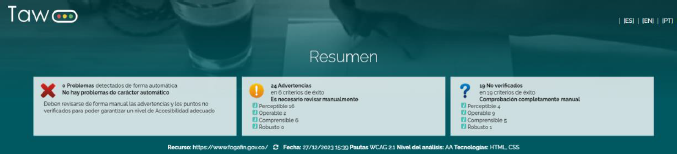 Taw
| [ES] | [EN] | [PT]
Resumen
0 Problemas detectados de forma automática
No hay problemas de carácter automático
Deben revisarse de forma manual las advertencias y los puntos no
verificados para poder garantizar un nivel de Accesibilidad adecuado
24 Advertencias
en 6 criterios de éxito
Es necesario revisar manualmente
Perceptible 16
Operable 2
Comprensible 6
Robusto 0
?
19 No verificados
en 19 criterios de éxito
Comprobación completamente manual
Perceptible 4
Operable 9
Comprensible 5
Robusto 1
Recurso: https://www.fogafin.gov.co/ Fecha: 27/12/2023 15:39 Pautas WCAG 2.1 Nivel del análisis: AA Tecnologías: HTML, CSS